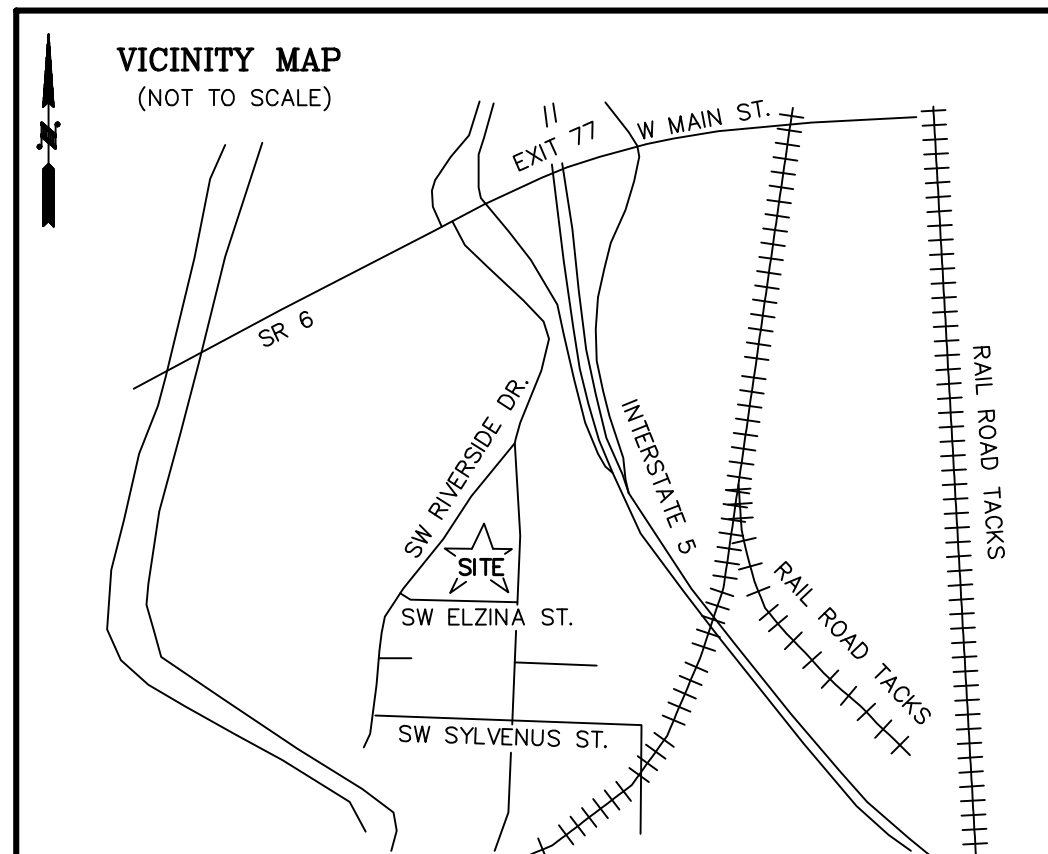 VICINITY MAP
(NOT TO SCALE)
N
EXIT 77
W MAIN ST.
SR 6
SW RIVERSIDE DR.
INTERSTATE 5
RAIL ROAD TACKS
SITE
SW ELZINA ST.
RAIL ROAD TACKS
SW SYLVENUS ST.